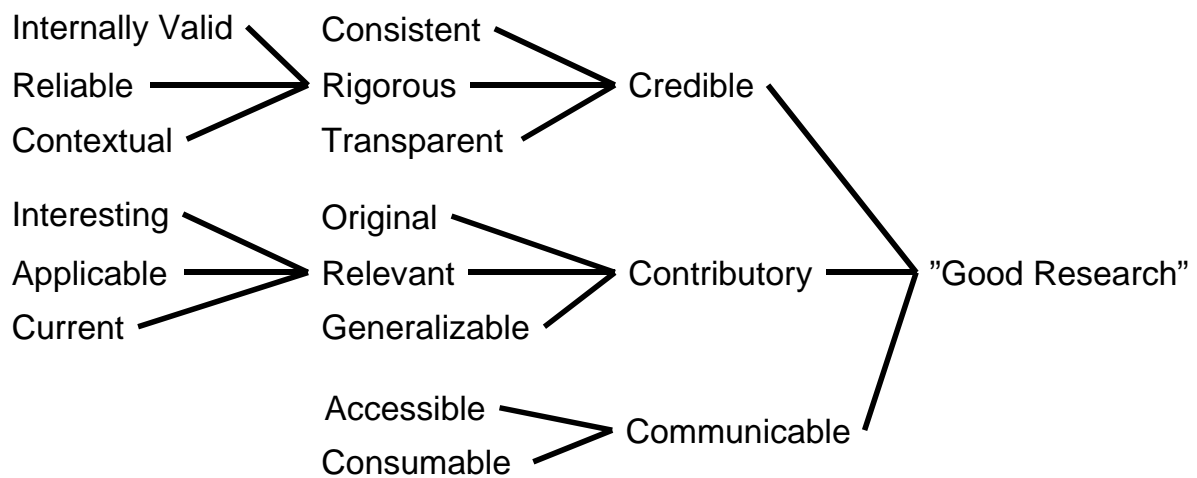 Internally Valid
Reliable
Contextual
Consistent
Rigorous
Transparent
Credible
Interesting
Applicable
Current
Original
Relevant
Generalizable
Contributory
”Good Research”
Accessible
Consumable
Communicable